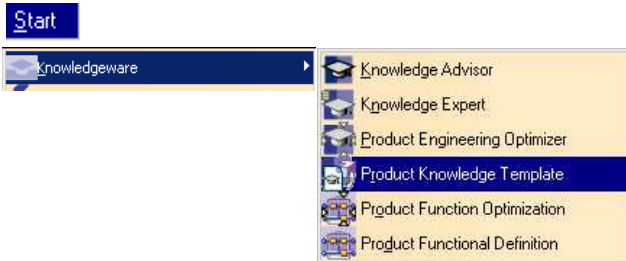 Start
Knowledgeware
Knowledge Advisor
Knowledge Expert
Product Engineering Optimizer
Product Knowledge Template
Product Function Optimization
Product Functional Definition